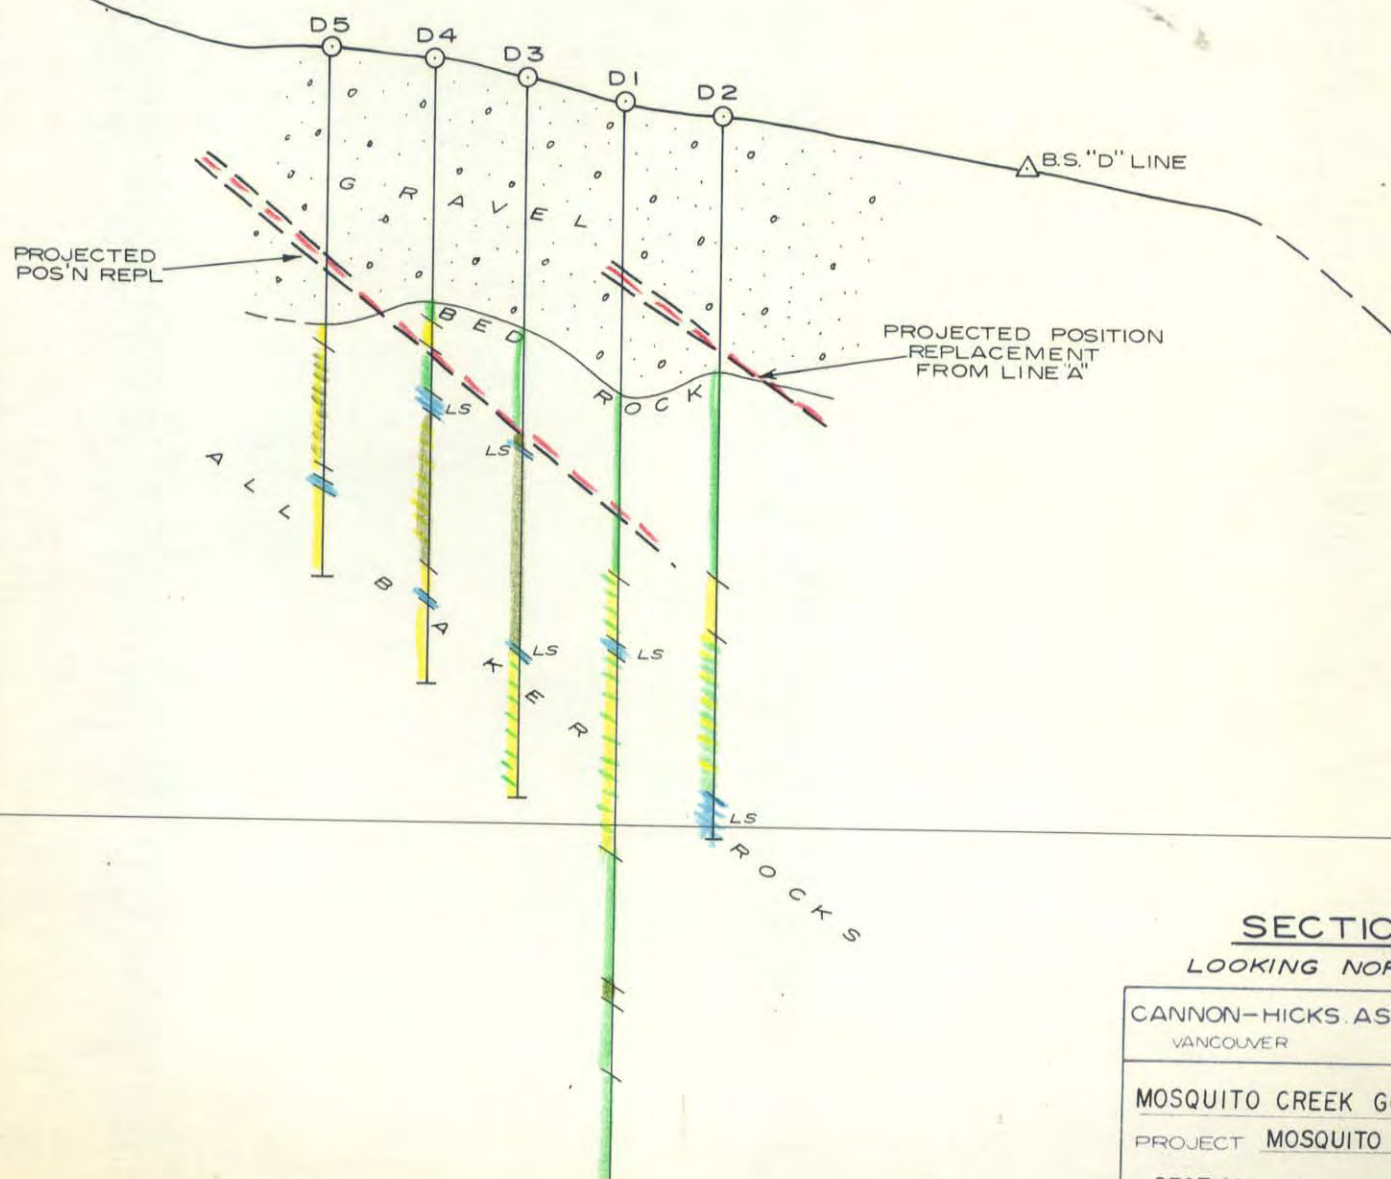 D5
D4
D3
D1
D2
B.S. "D" LINE
GRAVEL
PROJECTED
POS'N REPL
BED ROCK
PROJECTED POSITION
REPLACEMENT
FROM LINE "A"
LS
LS
LS
LS
LS
ALL BAKER ROCKS
SECTIO
LOOKING NOR
CANNON-HICKS. AS
VANCOUVER
MOSQUITO CREEK G
PROJECT MOSQUITO